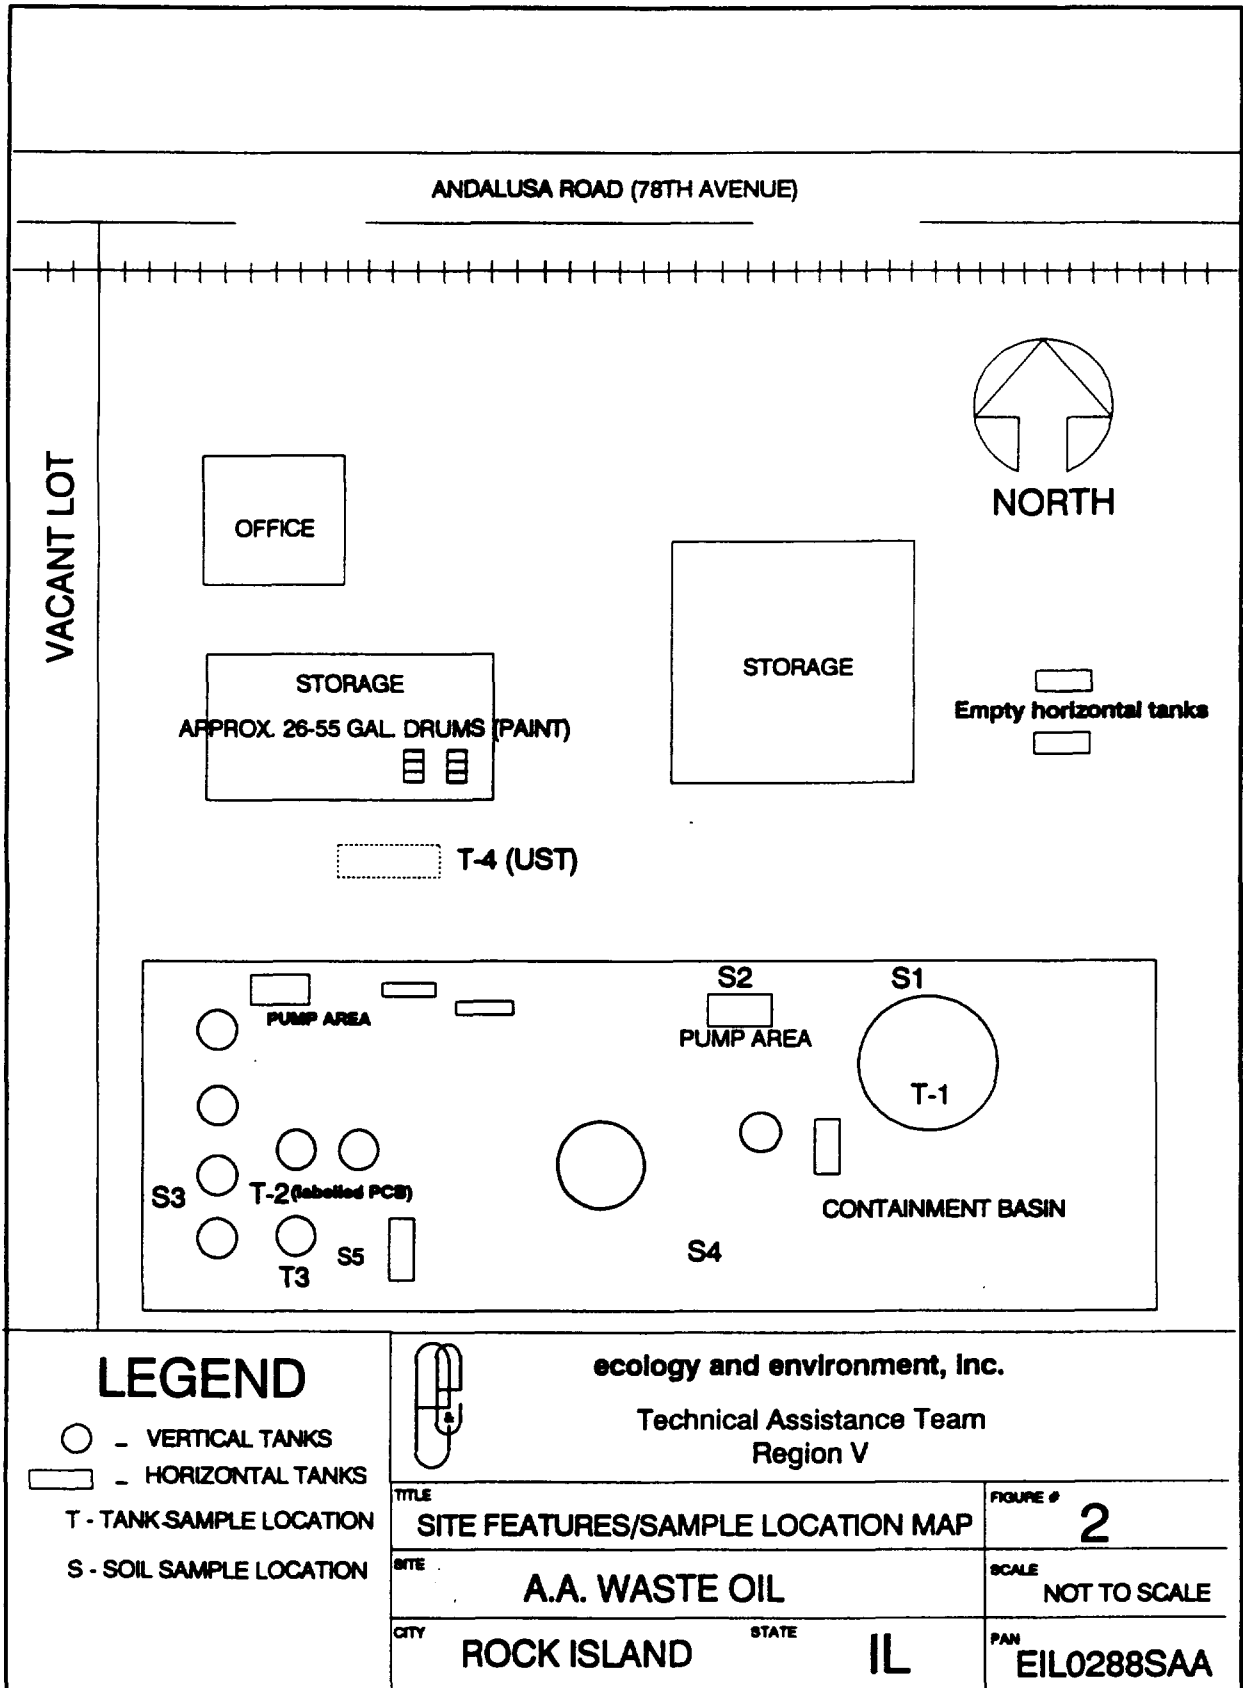 ANDALUSA ROAD (78TH AVENUE)
VACANT LOT
NORTH
OFFICE
STORAGE
APPROX. 26-55 GAL. DRUMS (PAINT)
STORAGE
Empty horizontal tanks
T-4 (UST)
S2
S1
PUMP AREA
PUMP AREA
T-1
S3
T-2 (labelled PCB)
CONTAINMENT BASIN
S5
S4
T3
LEGEND
- VERTICAL TANKS
- HORIZONTAL TANKS
T - TANK SAMPLE LOCATION
S - SOIL SAMPLE LOCATION
&
ecology and environment, inc.
Technical Assistance Team
Region V
TITLE
SITE FEATURES/SAMPLE LOCATION MAP
FIGURE #
2
SITE
A.A. WASTE OIL
SCALE
NOT TO SCALE
CITY
ROCK ISLAND
STATE
IL
PAN
EIL0288SAA